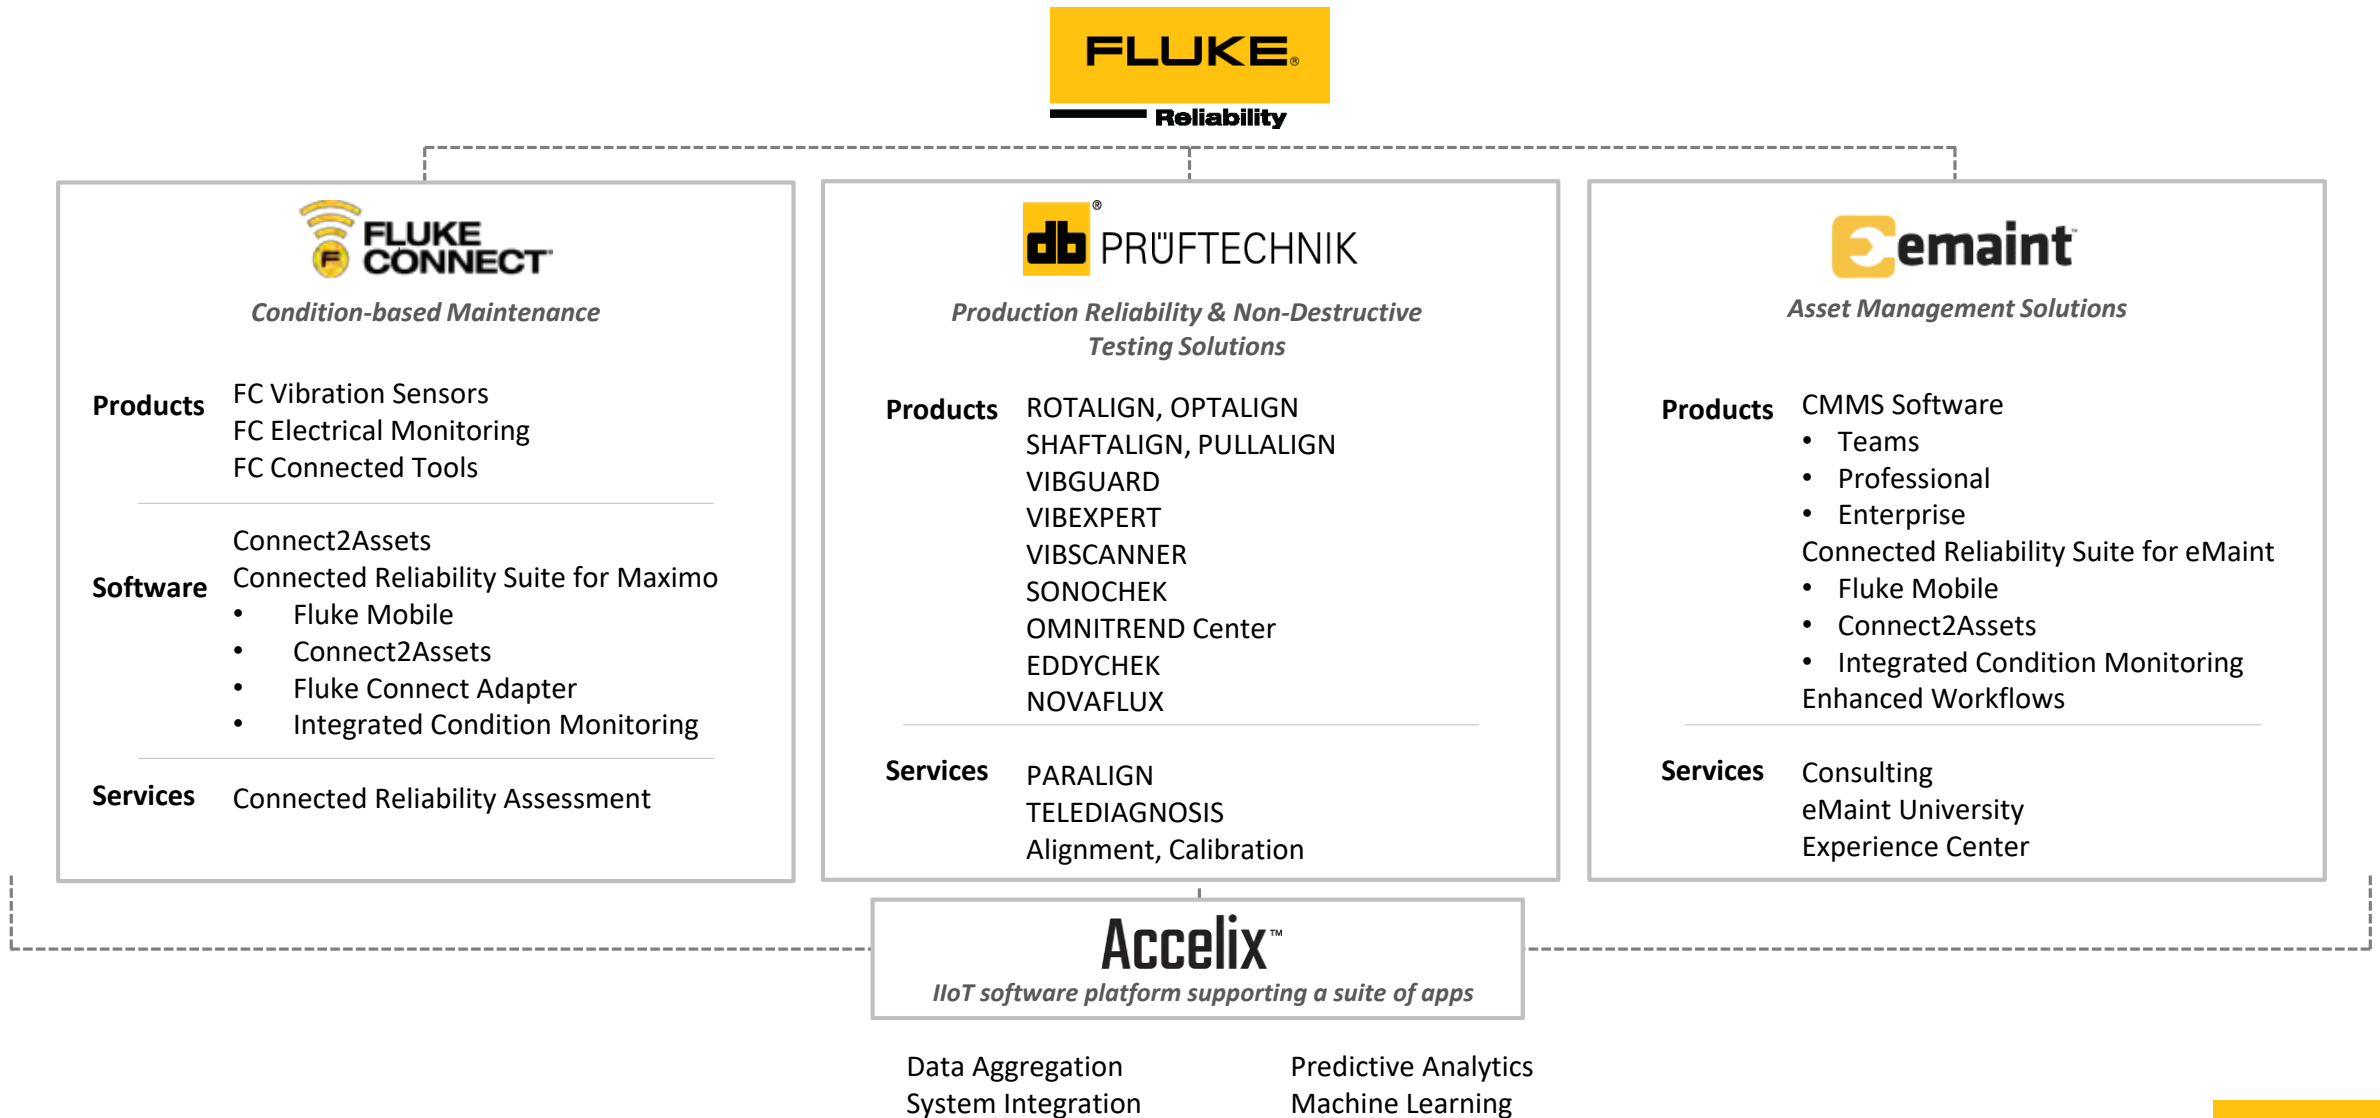 FLUKE®
Reliability
FLUKE
CONNECT™
Condition-based Maintenance
Products
FC Vibration Sensors
FC Electrical Monitoring
FC Connected Tools
Software
Connect2Assets
Connected Reliability Suite for Maximo
• Fluke Mobile
• Connect2Assets
• Fluke Connect Adapter
• Integrated Condition Monitoring
Services
Connected Reliability Assessment
db® PRÜFTECHNIK
Production Reliability & Non-Destructive
Testing Solutions
Products
ROTALIGN, OPTALIGN
SHAFTALIGN, PULLALIGN
VIBGUARD
VIBEXPERT
VIBSCANNER
SONOCHEK
OMNITREND Center
EDDYCHEK
NOVAFLUX
Services
PARALIGN
TELEDIAGNOSIS
Alignment, Calibration
emaint™
Asset Management Solutions
Products
CMMS Software
• Teams
• Professional
• Enterprise
Connected Reliability Suite for eMaint
• Fluke Mobile
• Connect2Assets
• Integrated Condition Monitoring
Enhanced Workflows
Services
Consulting
eMaint University
Experience Center
Accelix™
IIoT software platform supporting a suite of apps
Data Aggregation
System Integration
Predictive Analytics
Machine Learning